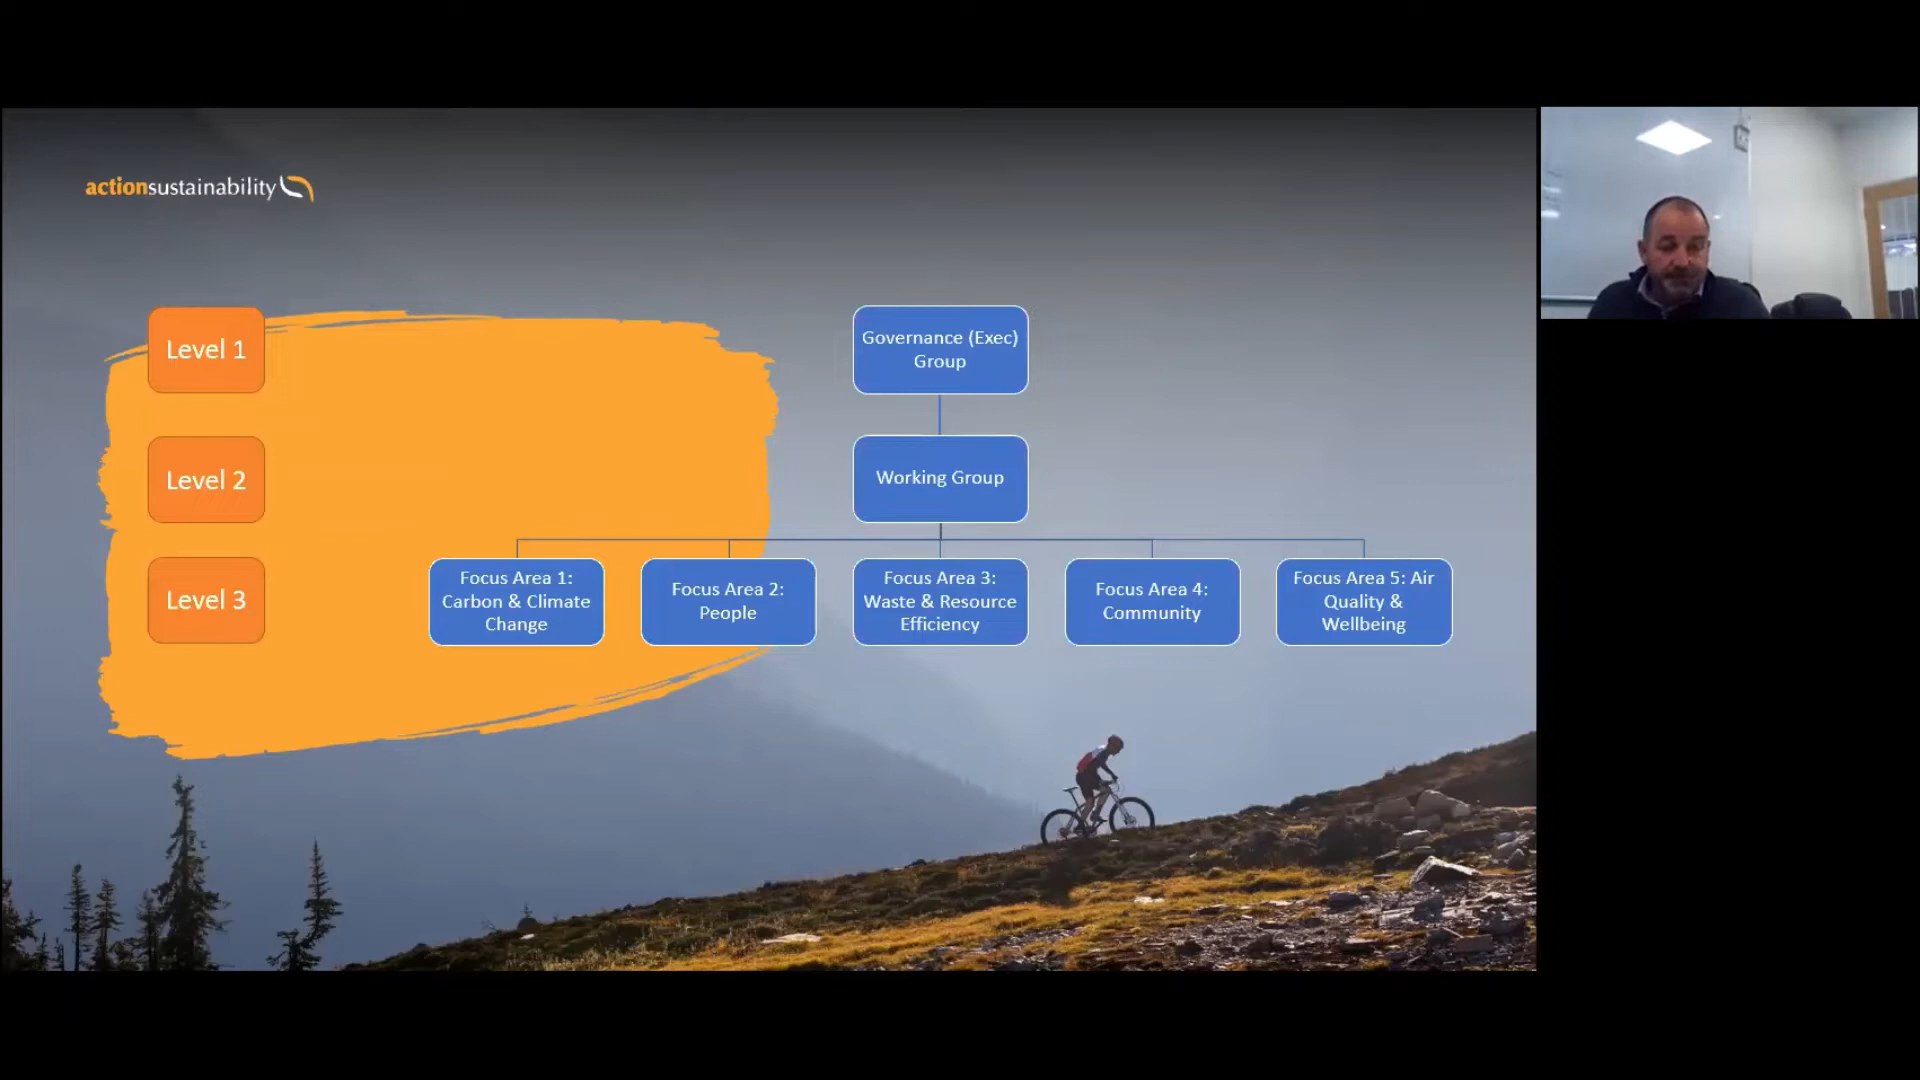 actionsustainability
Level 1
Governance (Exec)
Group
Level 2
Working Group
Level 3
Focus Area 1:
Carbon & Climate
Change
Focus Area 2:
People
Focus Area 3:
Waste & Resource
Efficiency
Focus Area 4:
Community
Focus Area 5: Air
Quality &
Wellbeing